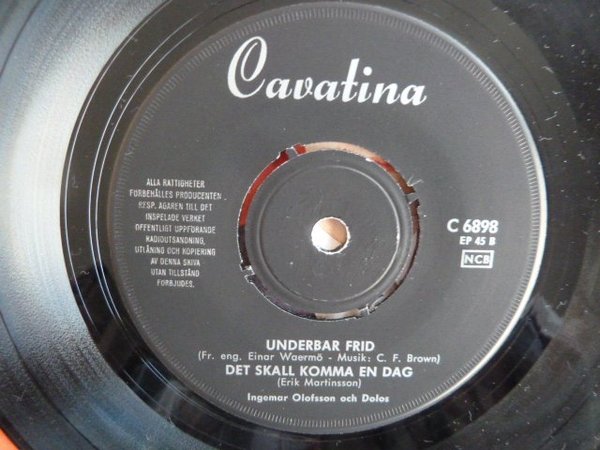 Cavatina
ALLA RÄTTIGHETER
FÖRBEHÅLLES PRODUCENTEN
RESP. ÄGAREN TILL DET
INSPELADE VERKET
OFFENTLIGT UPPFÖRANDE
RADIOUTSÄNDNING,
UTLÅNING OCH KOPIERING
AV DENNA SKIVA
UTAN TILLSTÅND
FÖRBJUDES.
C 6898
EP 45 B
NCB
UNDERBAR FRID
(Fr. eng. Einar Waermö - Musik: C. F. Brown)
DET SKALL KOMMA EN DAG
(Erik Martinsson)
Ingemar Olofsson och Dolos